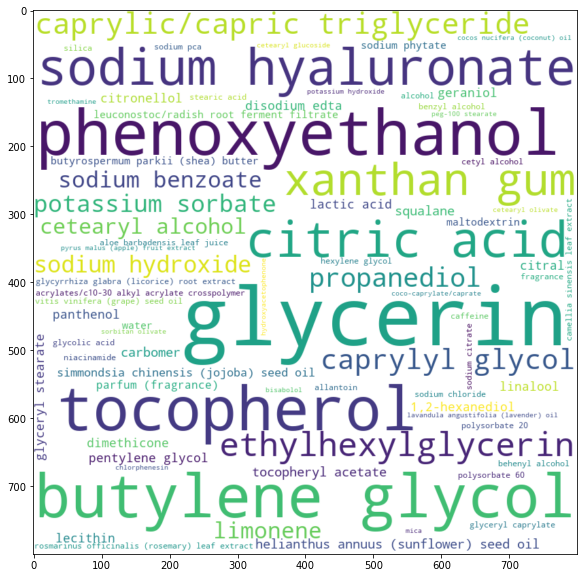 0
caprylic/capric triglyceride
cocos nucifera (coconut) oil
silica
sodium pca
cetearyl glucoside
sodium phytate
sodium hyaluronate
100
potassium hydroxide
citronellol
stearic acid
alcohol
geraniol
tromethamine
disodium edta
benzyl alcohol
leuconostoc/radish root ferment filtrate
peg-100 stearate
phenoxyethanol
200
butyrospermum parkii (shea) butter
cetyl alcohol
sodium benzoate
xanthan gum
potassium sorbate
lactic acid
squalane
cetearyl olivate
300
cetearyl alcohol
maltodextrin
camellia sinensis leaf extract
aloe barbadensis leaf juice
pyrus malus (apple) fruit extract
citric acid
sodium hydroxide
hexylene glycol
citral
fragrance
400
glycyrrhiza glabra (licorice) root extract
propanediol
acrylates/c10-30 alkyl acrylate crosspolymer
coco-caprylate/caprate
vitis vinifera (grape) seed oil
panthenol
glycerin
caffeine
water
sorbitan olivate
glycolic acid
500
niacinamide
carbomer
caprylyl glycol
sodium citrate
simmondsia chinensis (jojoba) seed oil
glyceryl stearate
parfum (fragrance)
bisabolol
allantoin
sodium chloride
linalool
tocopherol
1,2-hexanediol
lavandula angustifolia (lavender) oil
600
polysorbate 20
dimethicone
ethylhexylglycerin
pentylene glycol
behenyl alcohol
chlorphenesin
tocopheryl acetate
polysorbate 60
700
butylene glycol
glyceryl caprylate
limonene
mica
lecithin
rosmarinus officinalis (rosemary) leaf extract
helianthus annuus (sunflower) seed oil
0 100 200 300 400 500 600 700